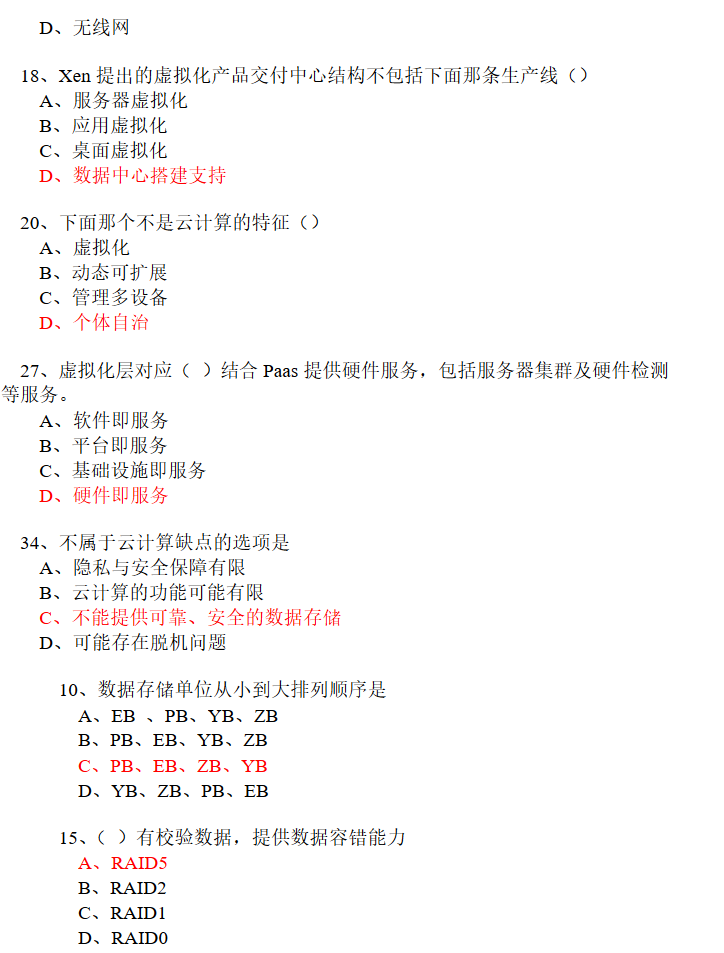 D、无线网
18、Xen 提出的虚拟化产品交付中心结构不包括下面那条生产线（）
A、服务器虚拟化
B、应用虚拟化
C、桌面虚拟化
D、数据中心搭建支持
20、下面那个不是云计算的特征（）
A、虚拟化
B、动态可扩展
C、管理多设备
D、个体自治
27、虚拟化层对应（ ）结合 Paas 提供硬件服务，包括服务器集群及硬件检测
等服务。
A、软件即服务
B、平台即服务
C、基础设施即服务
D、硬件即服务
34、不属于云计算缺点的选项是
A、隐私与安全保障有限
B、云计算的功能可能有限
C、不能提供可靠、安全的数据存储
D、可能存在脱机问题
10、数据存储单位从小到大排列顺序是
A、EB 、PB、YB、ZB
B、PB、EB、YB、ZB
C、PB、EB、ZB、YB
D、YB、ZB、PB、EB
15、（ ）有校验数据，提供数据容错能力
A、RAID5
B、RAID2
C、RAID1
D、RAID0